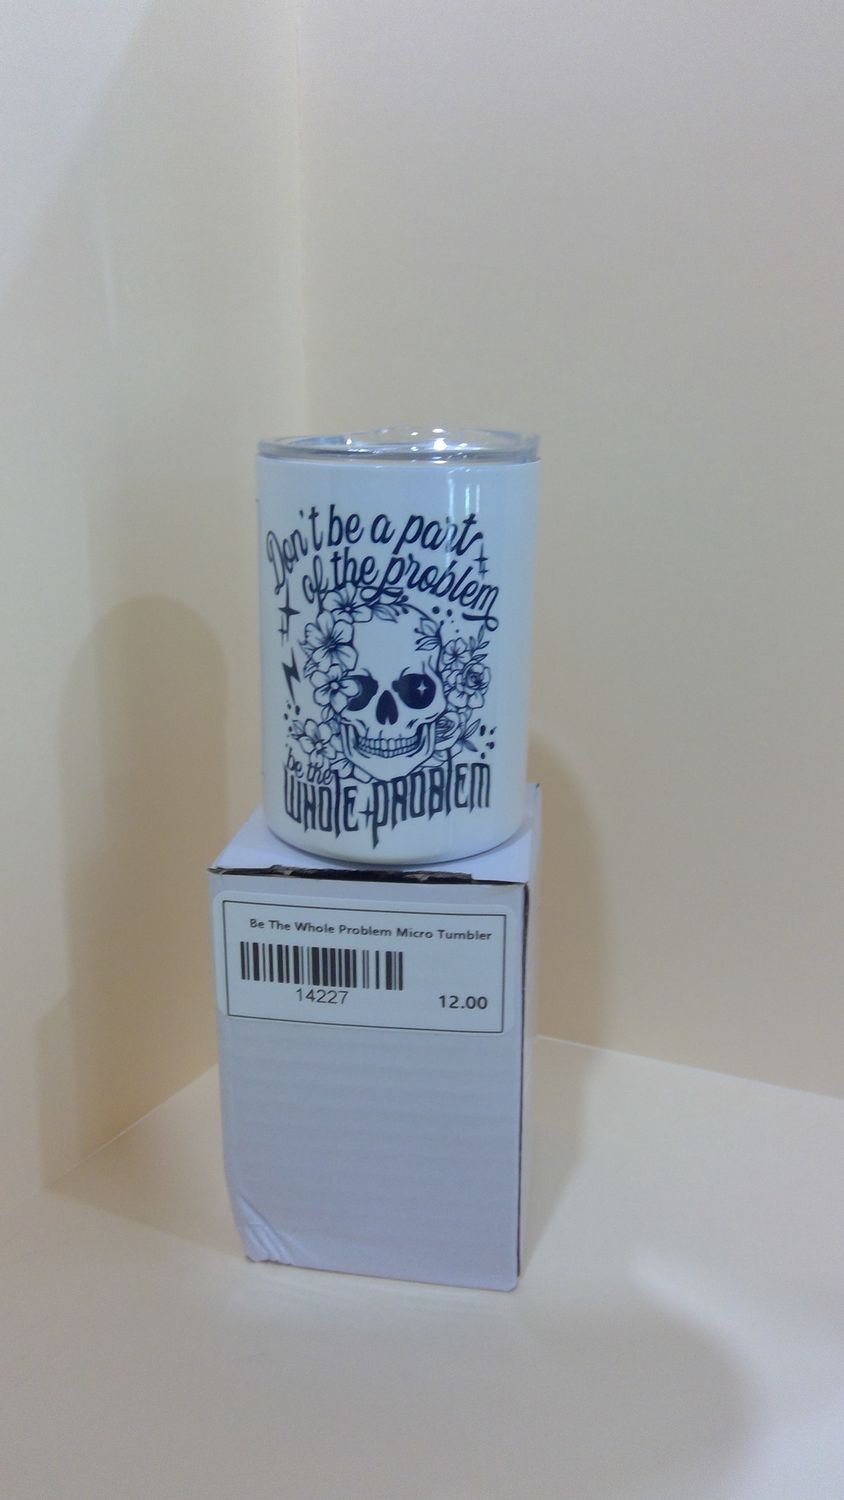 Don't be a part
of the problem
be the
WHOLE PROBLEM
Be The Whole Problem Micro Tumbler
14227
12.00